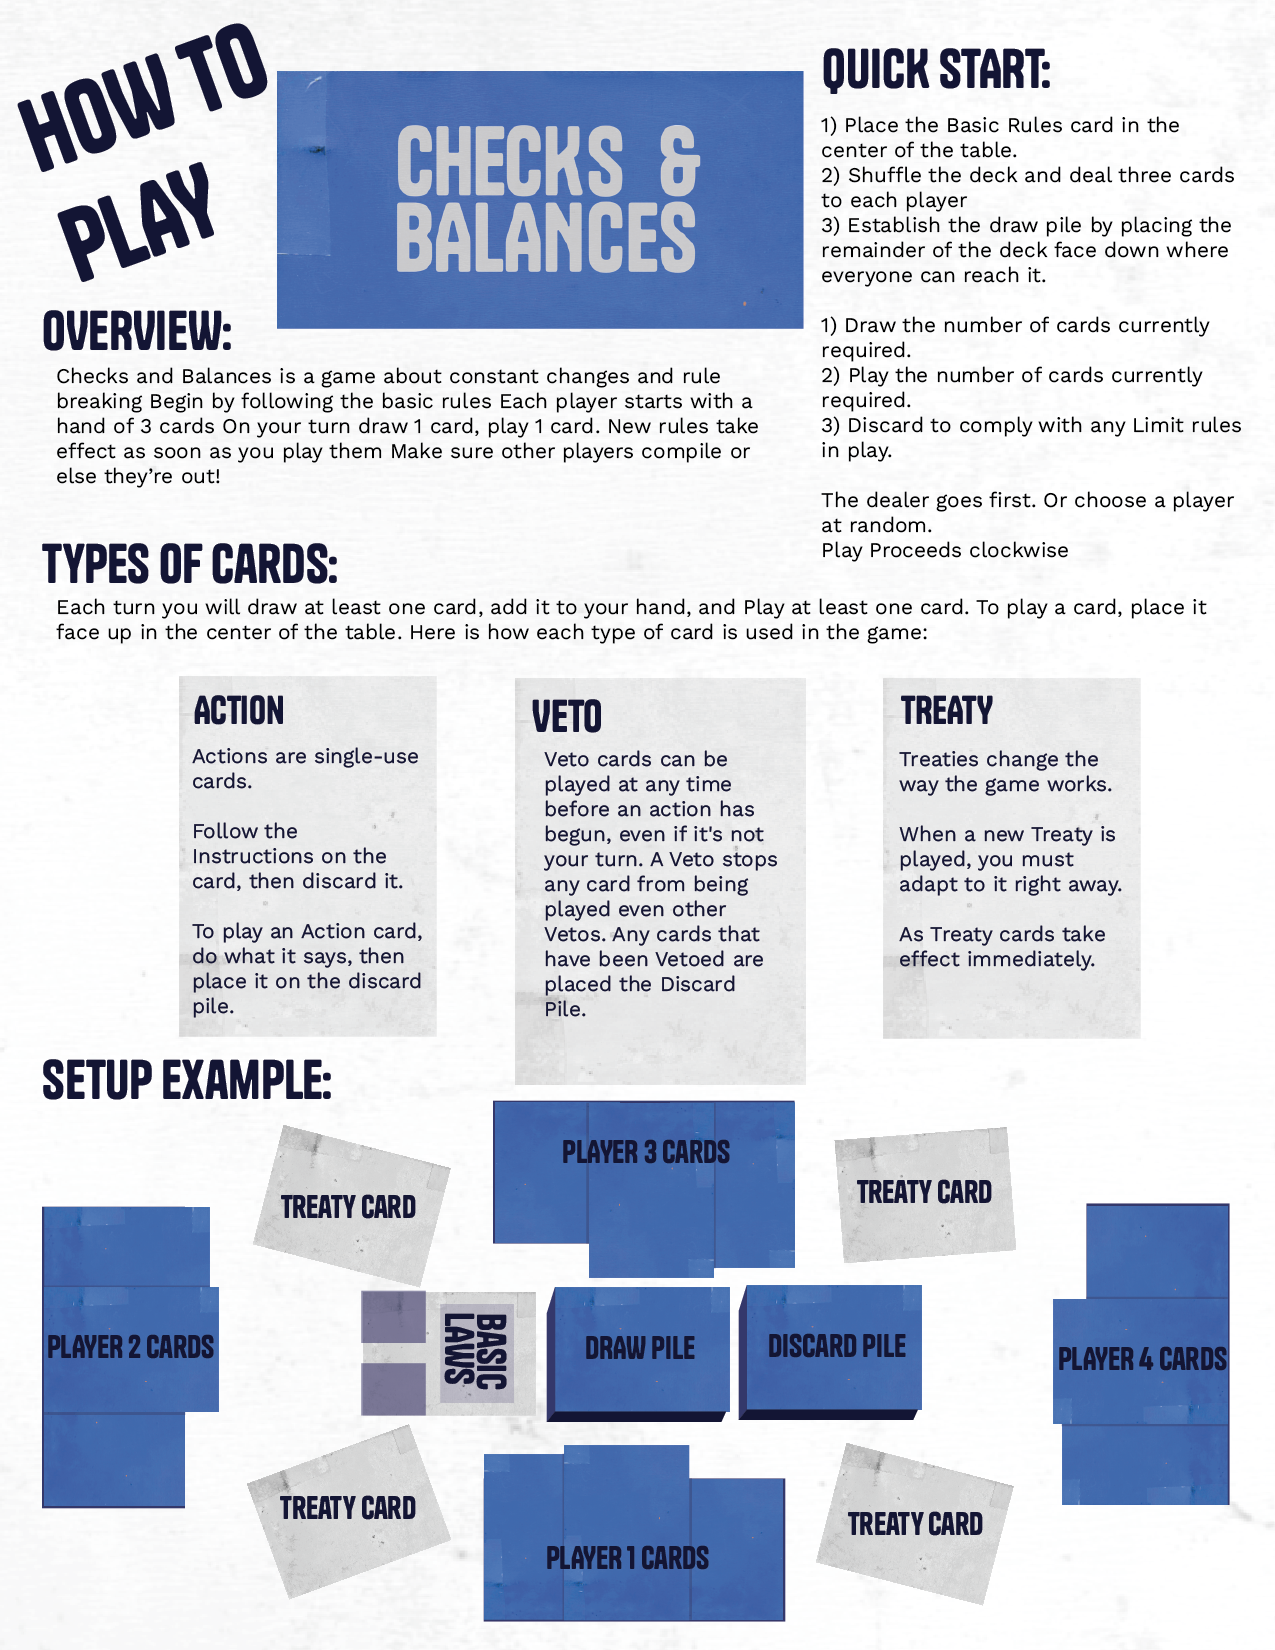 HOW TO
PLAY
CHECKS &
BALANCES
OVERVIEW:
Checks and Balances is a game about constant changes and rule
breaking Begin by following the basic rules Each player starts with a
hand of 3 cards On your turn draw 1 card, play 1 card. New rules take
effect as soon as you play them Make sure other players compile or
else they're out!
QUICK START:
1) Place the Basic Rules card in the
center of the table.
2) Shuffle the deck and deal three cards
to each player
3) Establish the draw pile by placing the
remainder of the deck face down where
everyone can reach it.
1) Draw the number of cards currently
required.
2) Play the number of cards currently
required.
3) Discard to comply with any Limit rules
in play.
The dealer goes first. Or choose a player
at random.
Play Proceeds clockwise
TYPES OF CARDS:
Each turn you will draw at least one card, add it to your hand, and Play at least one card. To play a card, place it
face up in the center of the table. Here is how each type of card is used in the game:
ACTION
Actions are single-use
cards.
Follow the
Instructions on the
card, then discard it.
To play an Action card,
do what it says, then
place it on the discard
pile.
VETO
Veto cards can be
played at any time
before an action has
begun, even if it's not
your turn. A Veto stops
any card from being
played even other
Vetos. Any cards that
have been Vetoed are
placed the Discard
Pile.
TREATY
Treaties change the
way the game works.
When a new Treaty is
played, you must
adapt to it right away.
As Treaty cards take
effect immediately.
SETUP EXAMPLE:
PLAYER 3 CARDS
TREATY CARD
TREATY CARD
PLAYER 2 CARDS
BASIC
LAWS
DRAW PILE
DISCARD PILE
PLAYER 4 CARDS
TREATY CARD
PLAYER 1 CARDS
TREATY CARD